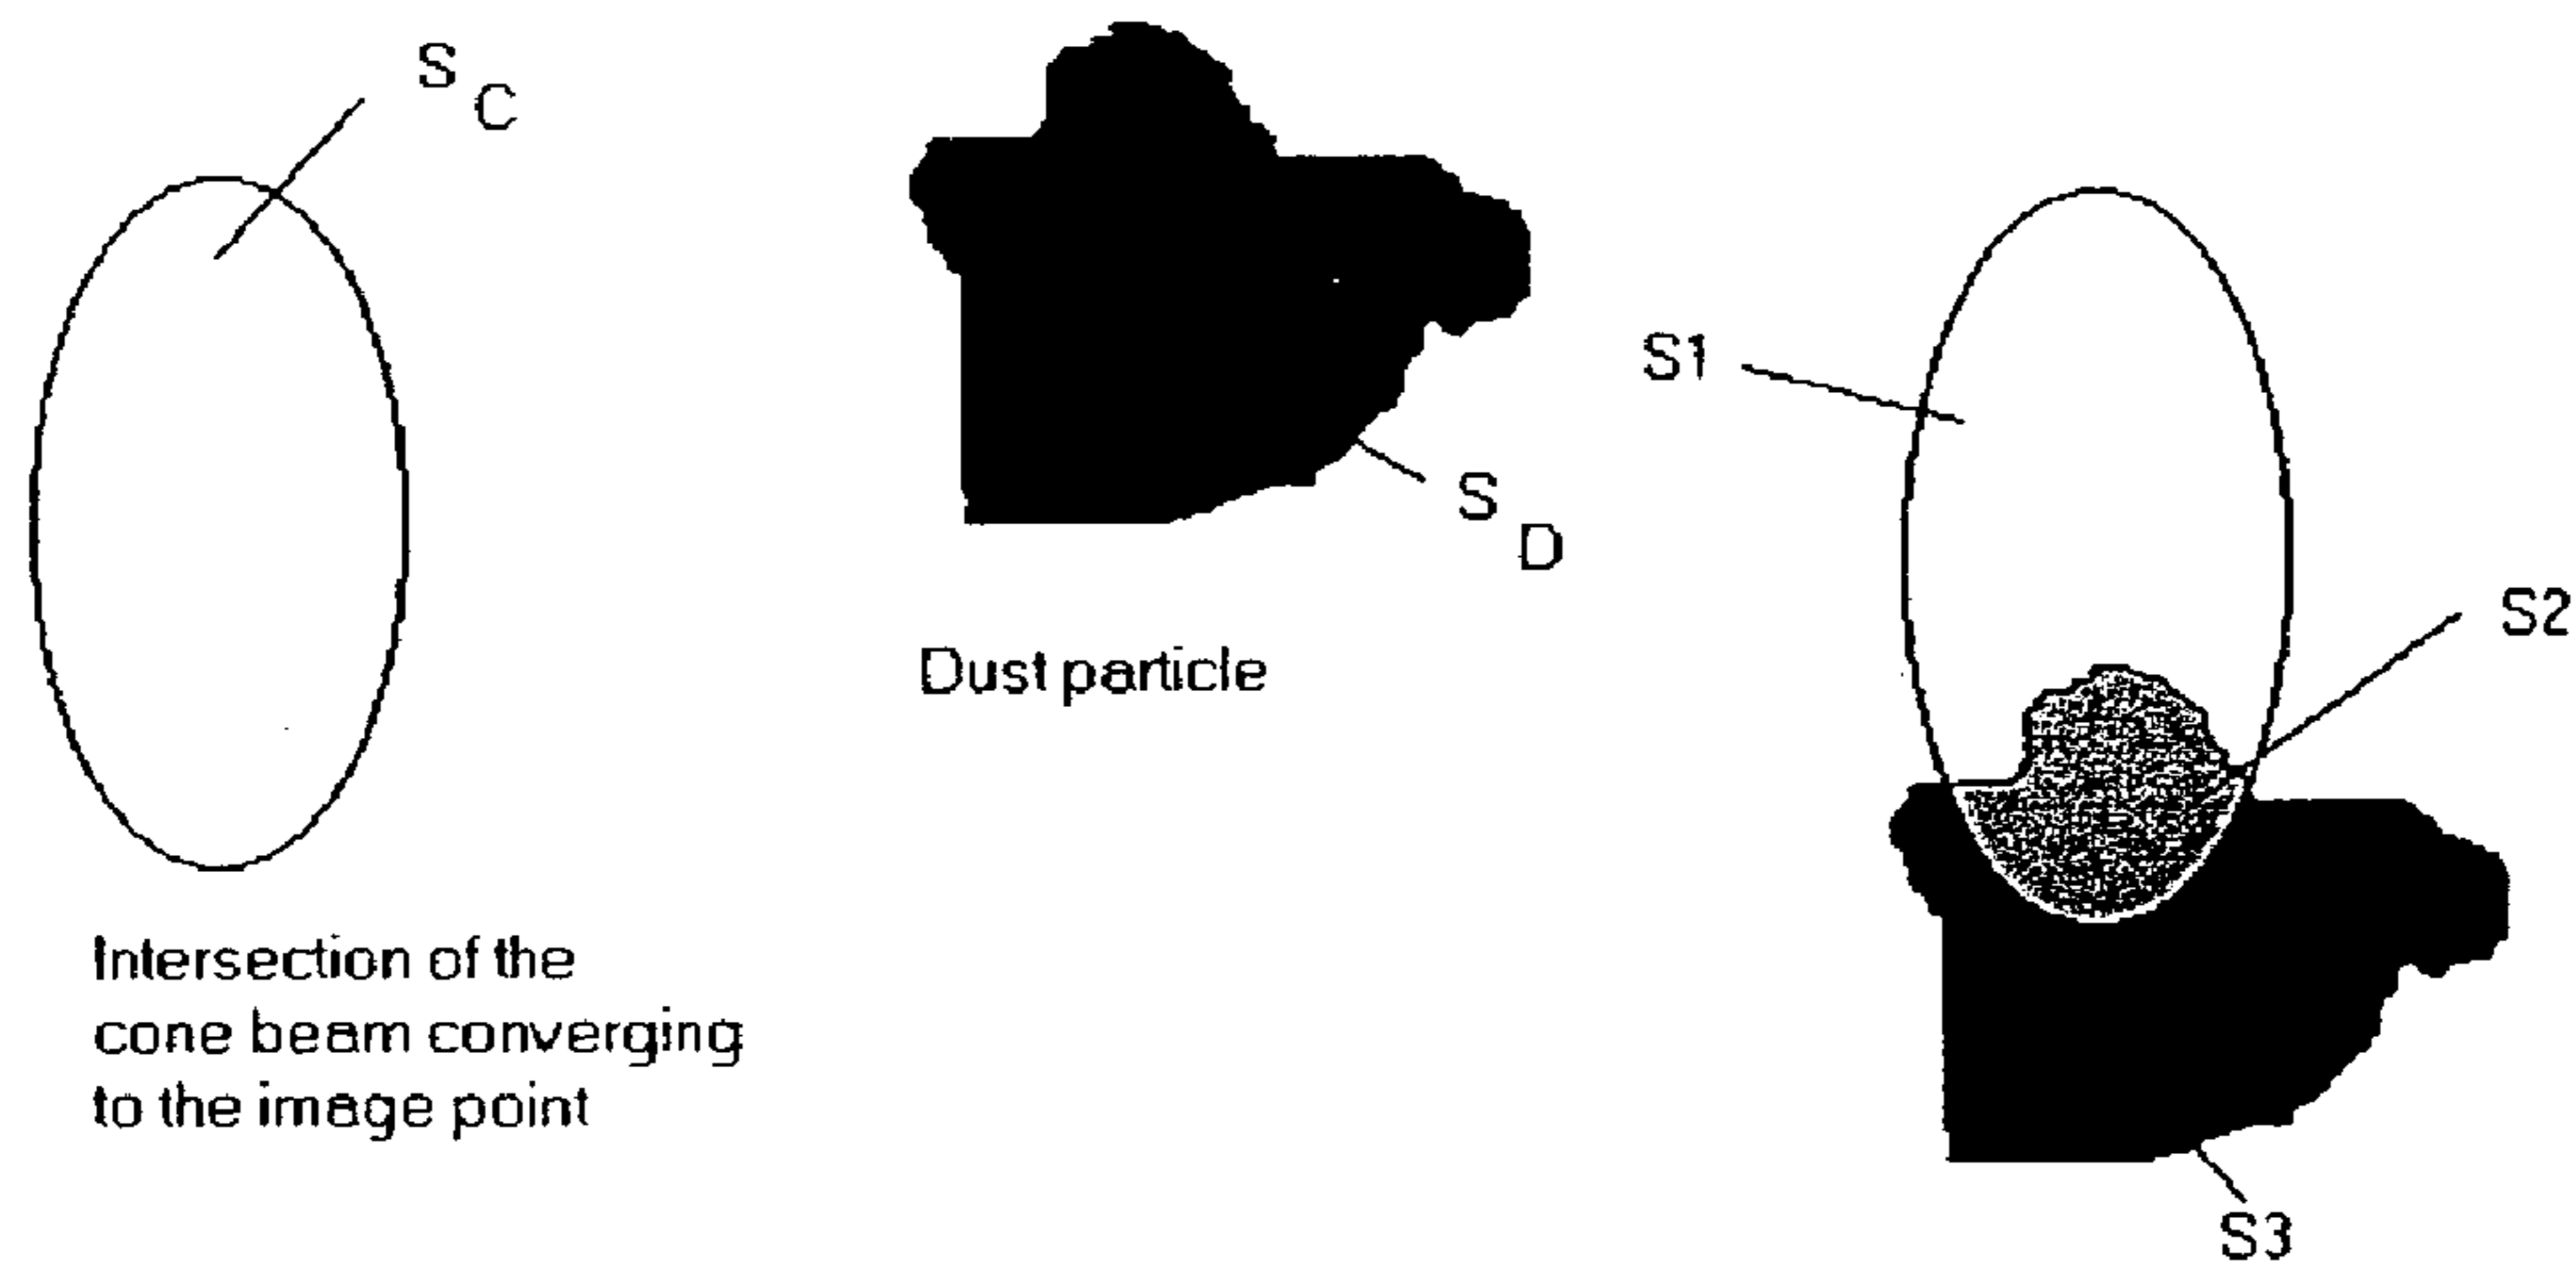 S C
Intersection of the
cone beam converging
to the image point
S D
Dust particle
S1
S2
S3